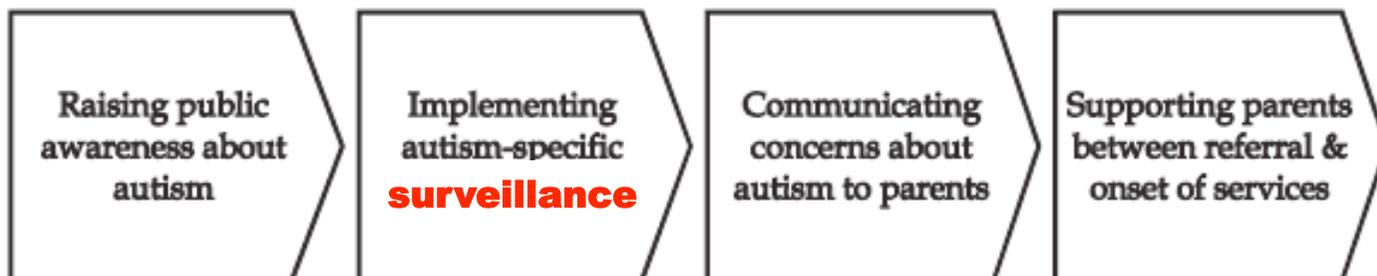 Raising public
awareness about
autism
Implementing
autism-specific
surveillance
Communicating
concerns about
autism to parents
Supporting parents
between referral &
onset of services